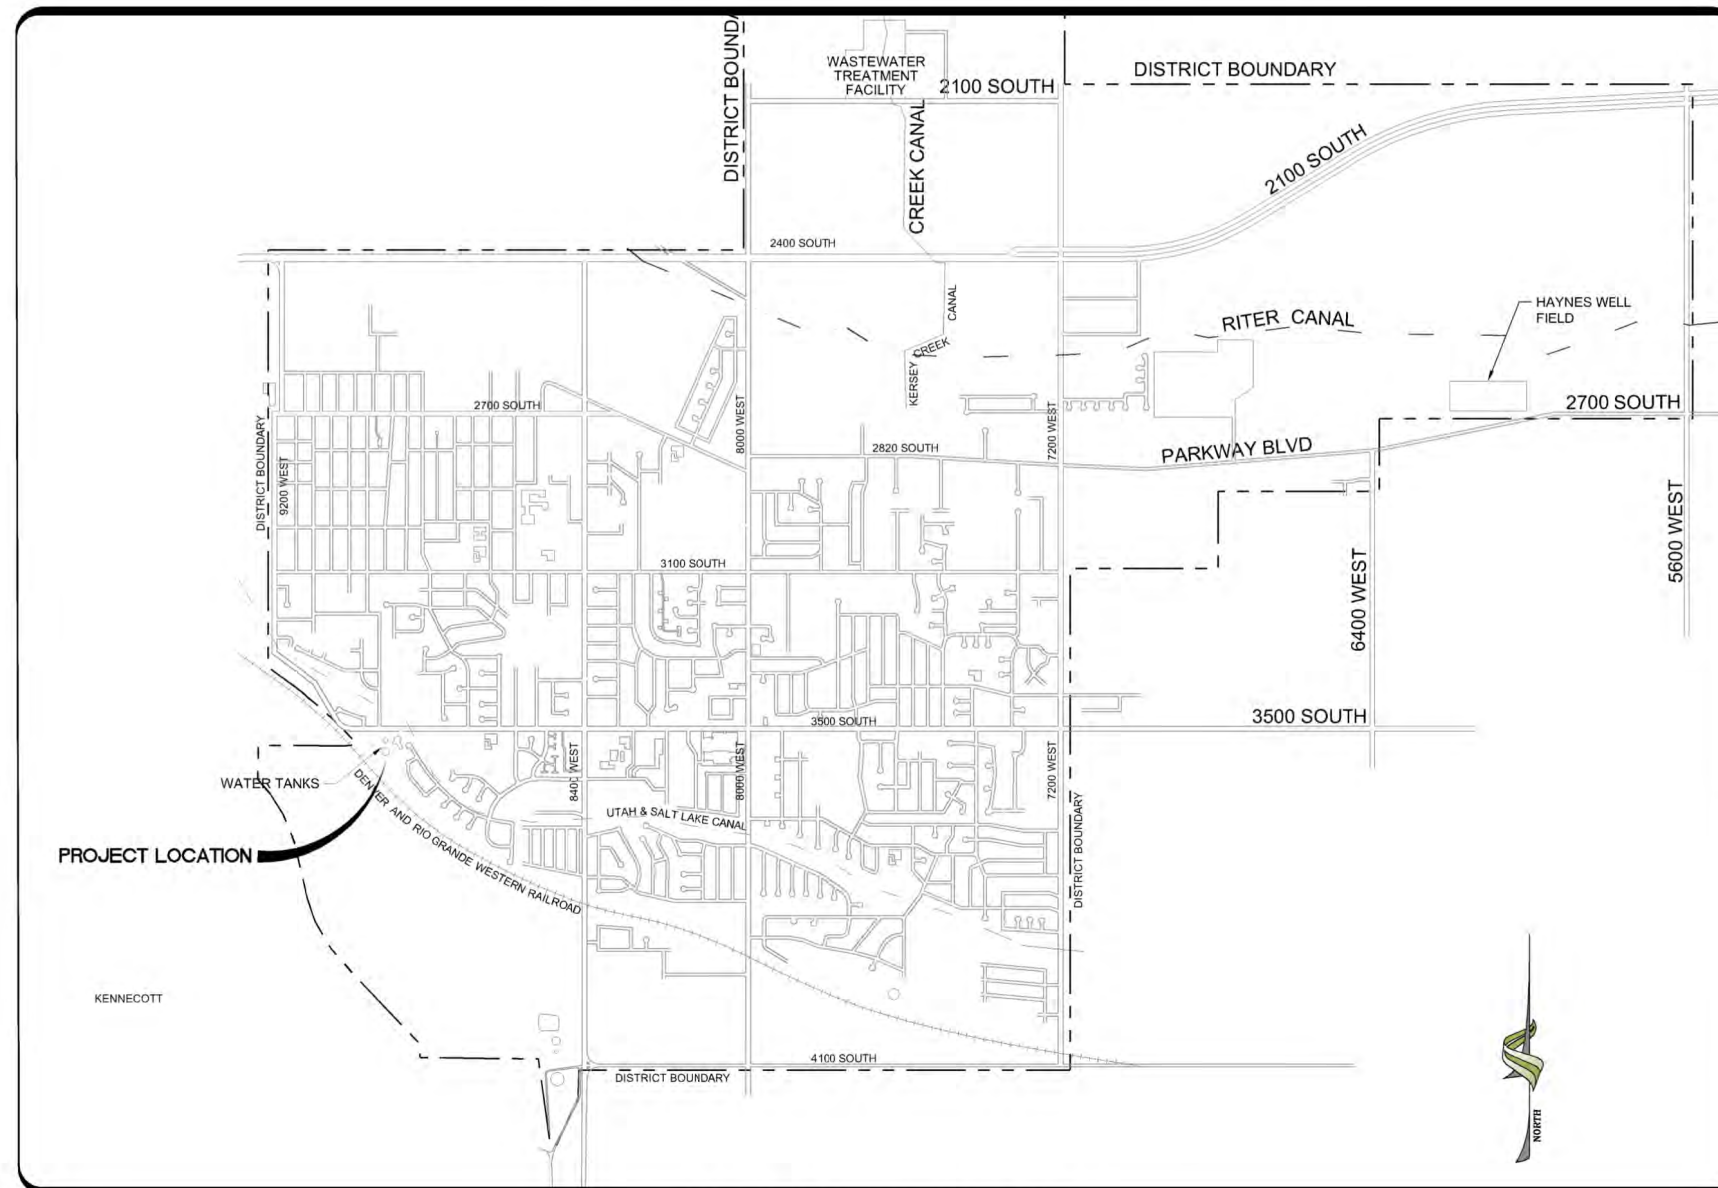 DISTRICT BOUNDA
WASTEWATER
TREATMENT
FACILITY
2100 SOUTH
DISTRICT BOUNDARY
CREEK CANAL
2100 SOUTH
2400 SOUTH
CANAL
RITER CANAL
HAYNES WELL
FIELD
KERSEY CREEK
2700 SOUTH
2700 SOUTH
8000 WEST
7200 WEST
2820 SOUTH
PARKWAY BLVD
DISTRICT BOUNDARY
9200 WEST
5600 WEST
3100 SOUTH
6400 WEST
3500 SOUTH
3500 SOUTH
WATER TANKS
8400 WEST
8000 WEST
7200 WEST
DENVER AND RIO GRANDE WESTERN RAILROAD
UTAH & SALT LAKE CANAL
PROJECT LOCATION
DISTRICT BOUNDARY
KENNECOTT
4100 SOUTH
DISTRICT BOUNDARY
NORTH